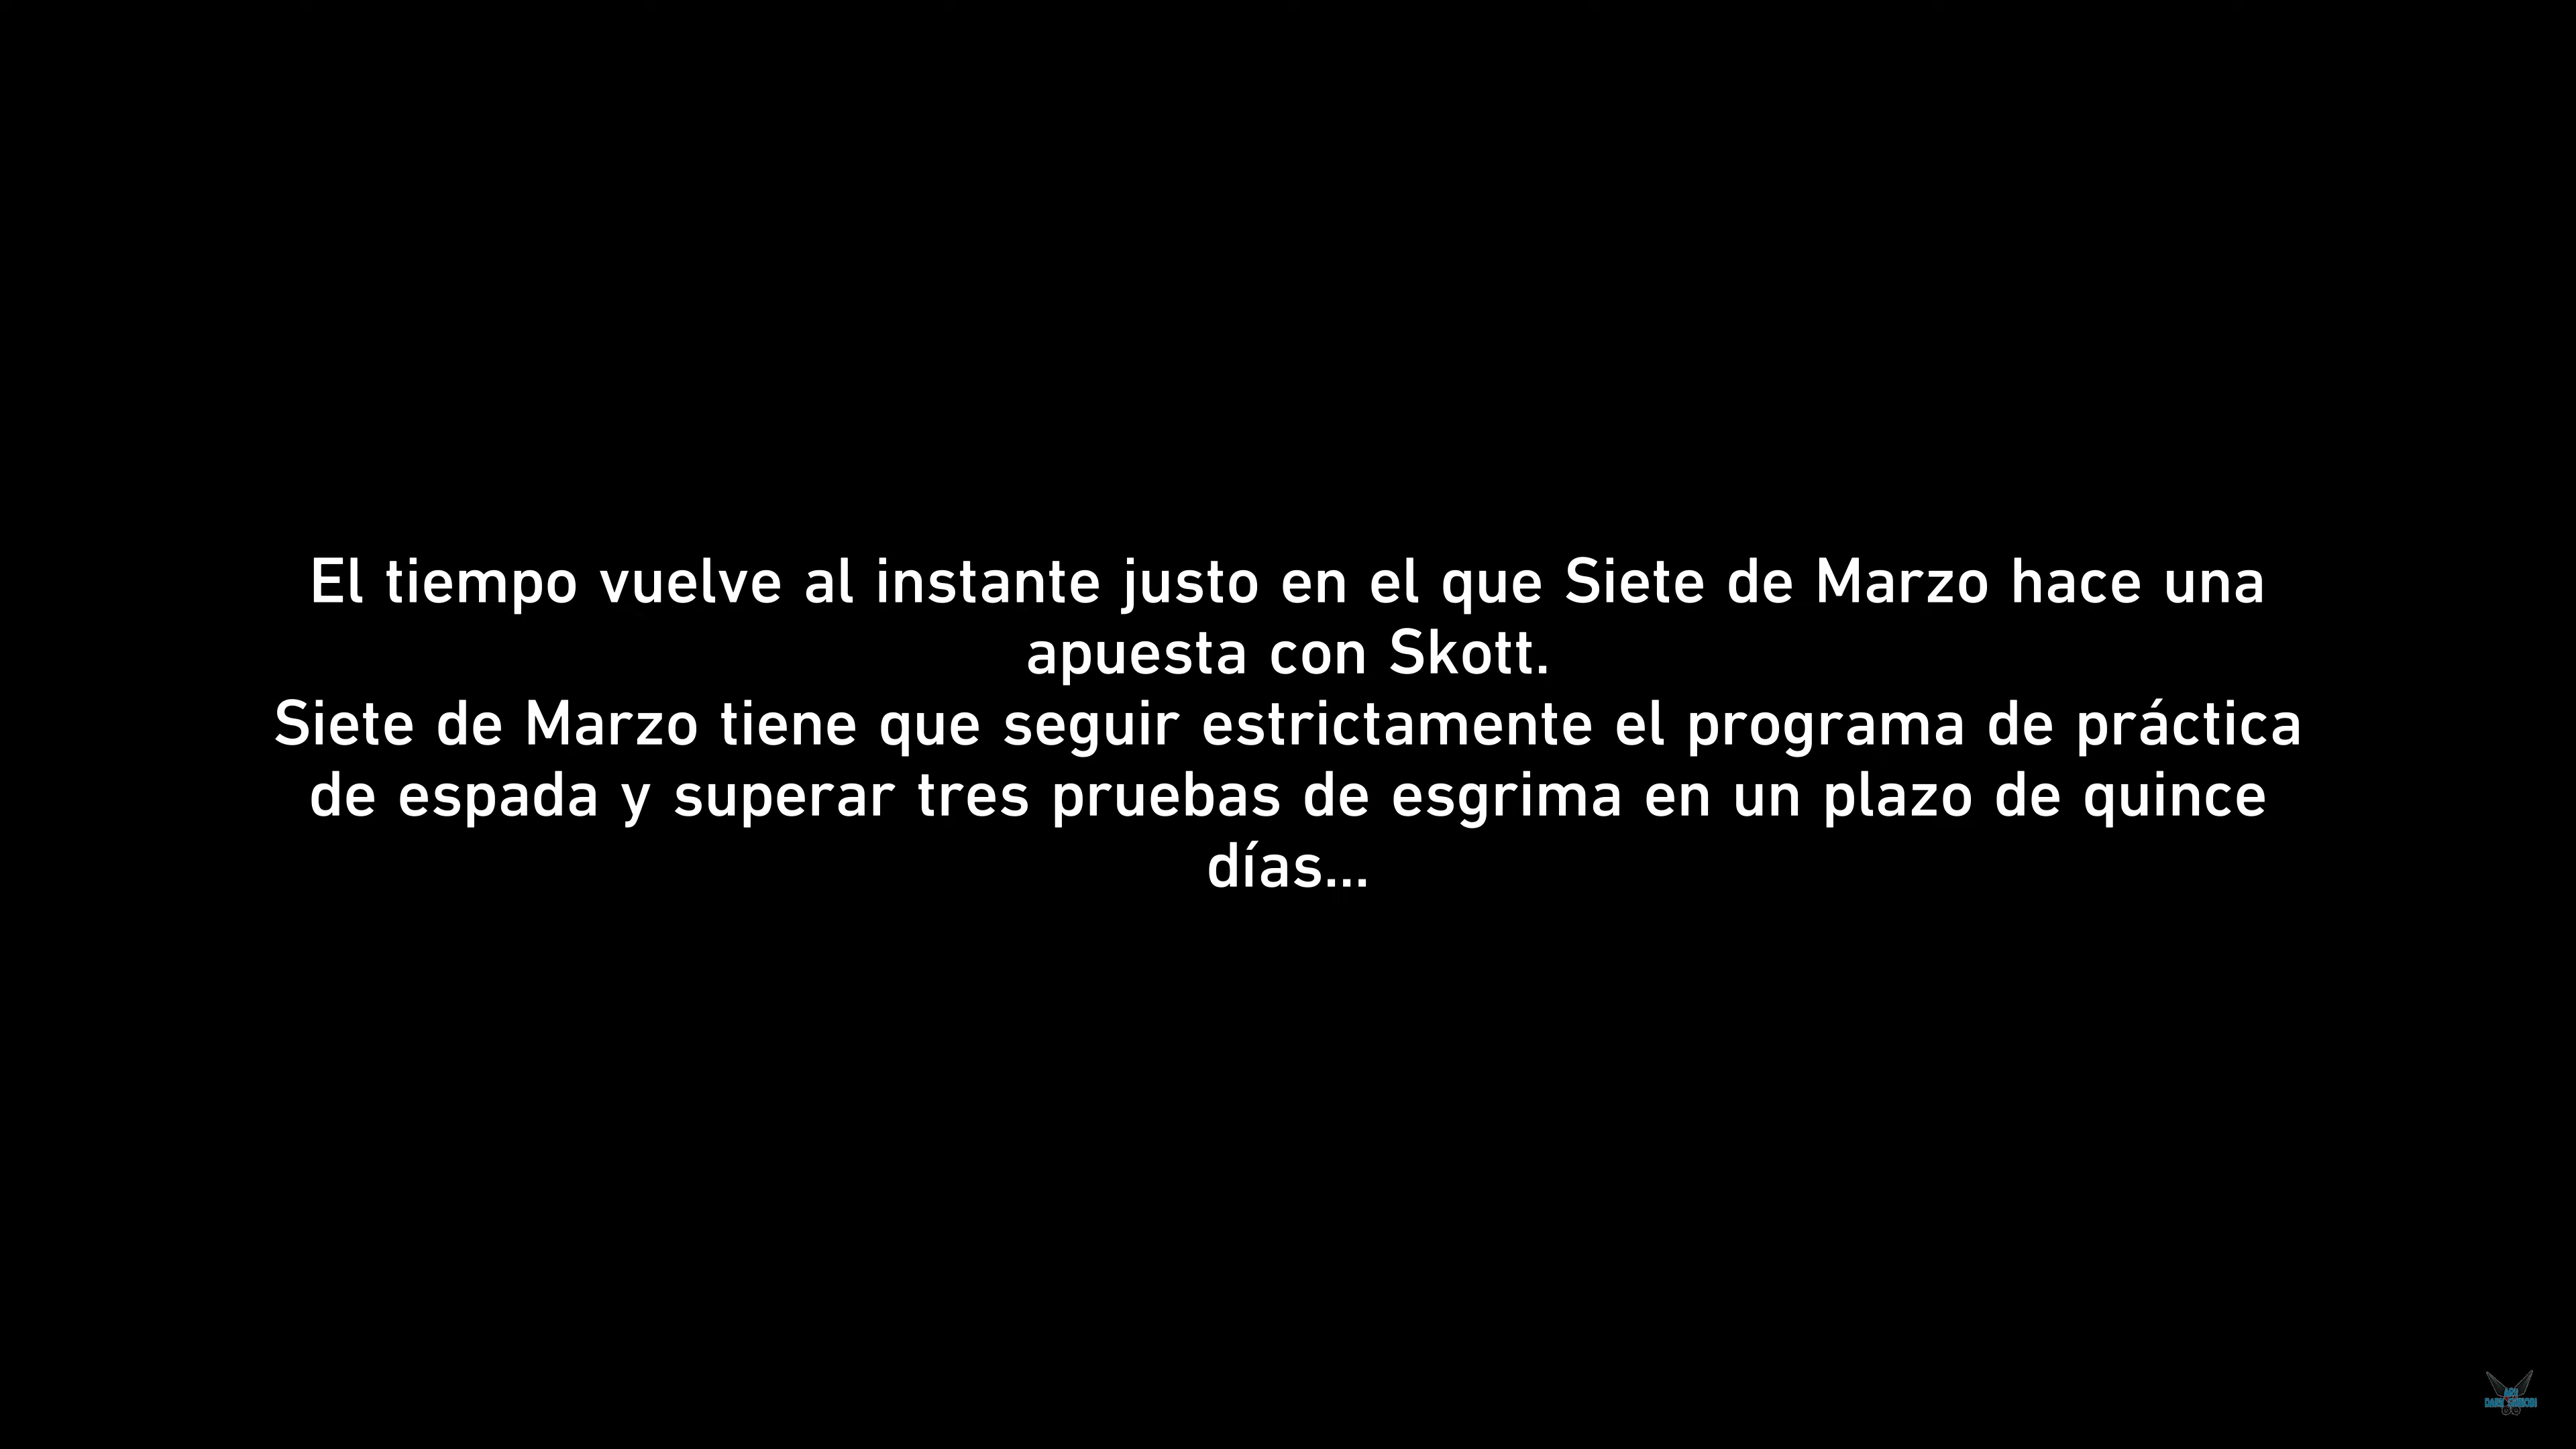 El tiempo vuelve al instante justo en el que Siete de Marzo hace una
apuesta con Skott.
Siete de Marzo tiene que seguir estrictamente el programa de práctica
de espada y superar tres pruebas de esgrima en un plazo de quince
días...